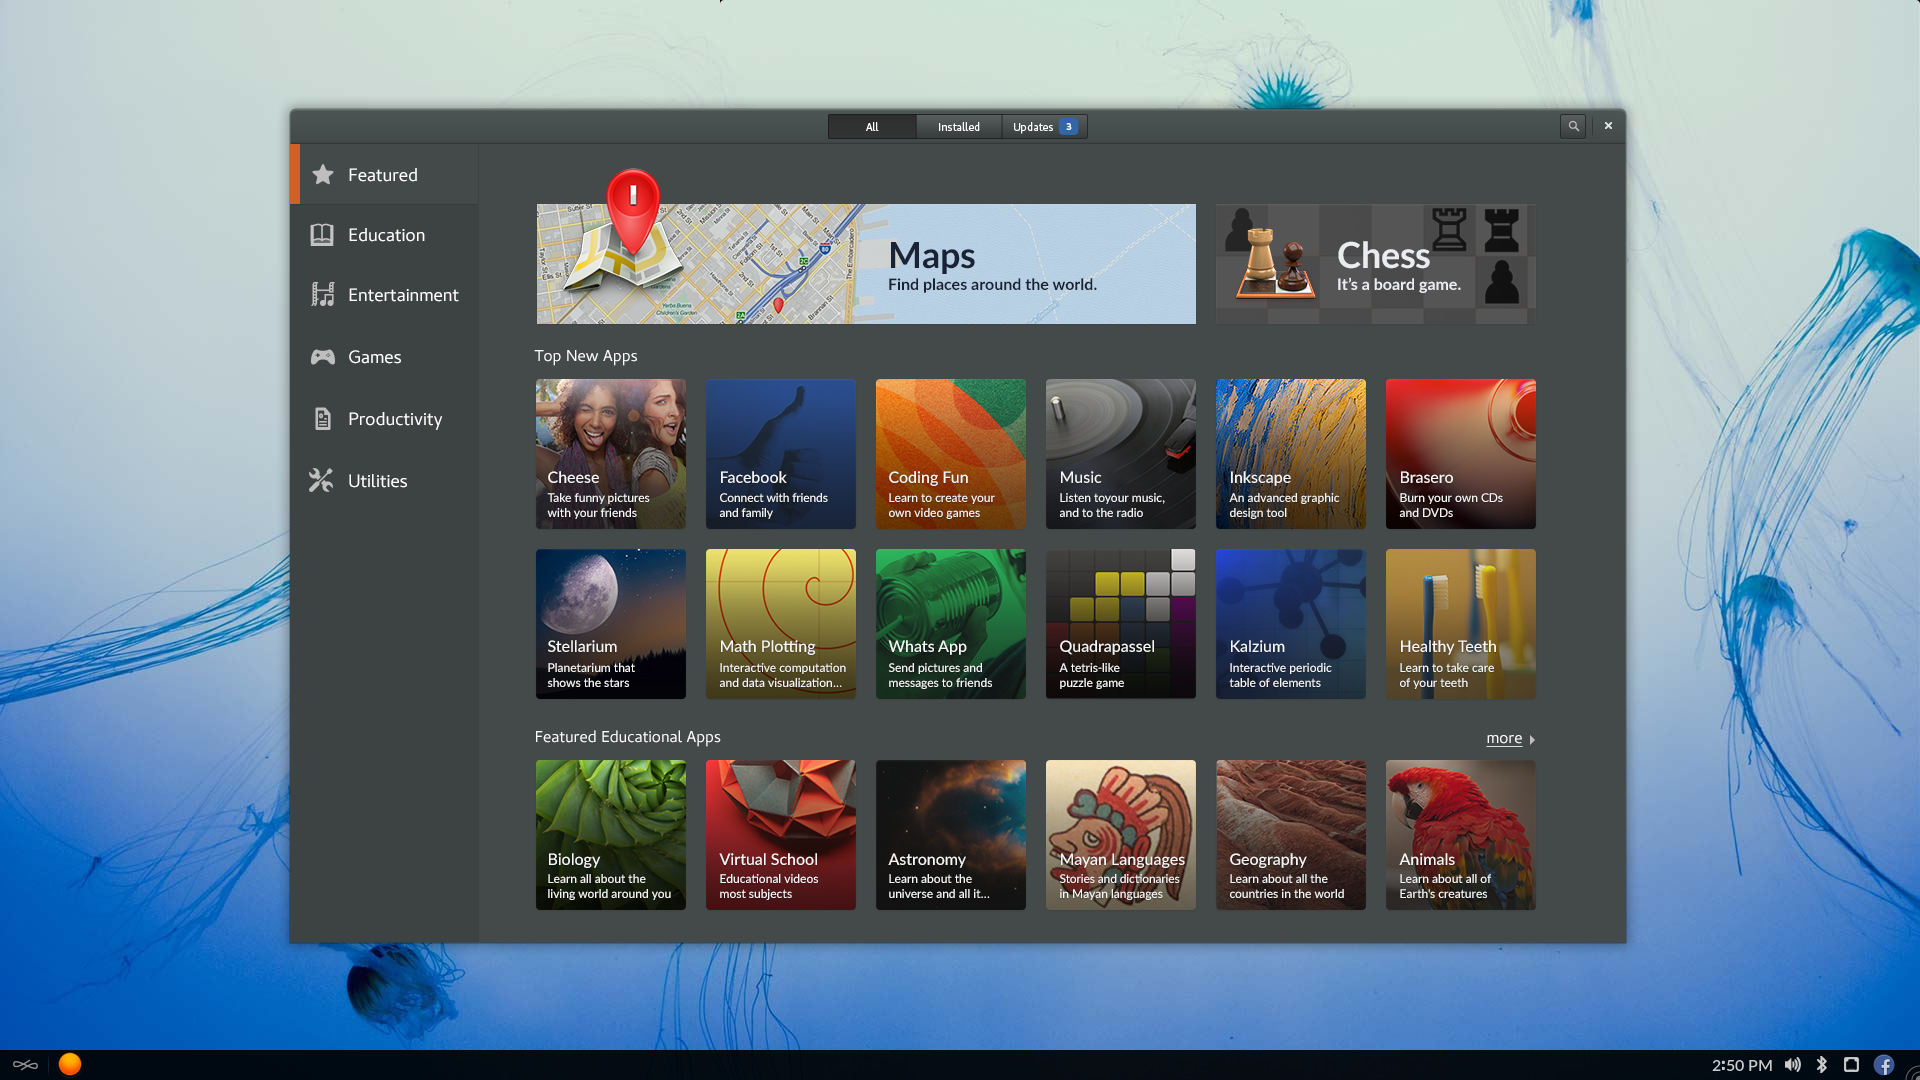 All
Installed
Updates 3
Featured
Education
Entertainment
Games
Productivity
Utilities
Maps
Find places around the world.
Chess
It's a board game.
Top New Apps
Cheese
Take funny pictures
with your friends
Facebook
Connect with friends
and family
Coding Fun
Learn to create your
own video games
Music
Listen toyour music,
and to the radio
Inkscape
An advanced graphic
design tool
Brasero
Burn your own CDs
and DVDs
Stellarium
Planetarium that
shows the stars
Math Plotting
Interactive computation
and data visualization...
Whats App
Send pictures and
messages to friends
Quadrapassel
A tetris-like
puzzle game
Kalzium
Interactive periodic
table of elements
Healthy Teeth
Learn to take care
of your teeth
Featured Educational Apps
more
Biology
Learn all about the
living world around you
Virtual School
Educational videos
most subjects
Astronomy
Learn about the
universe and all it...
Mayan Languages
Stories and dictionaries
in Mayan languages
Geography
Learn about all the
countries in the world
Animals
Learn about all of
Earth's creatures
2:50 PM